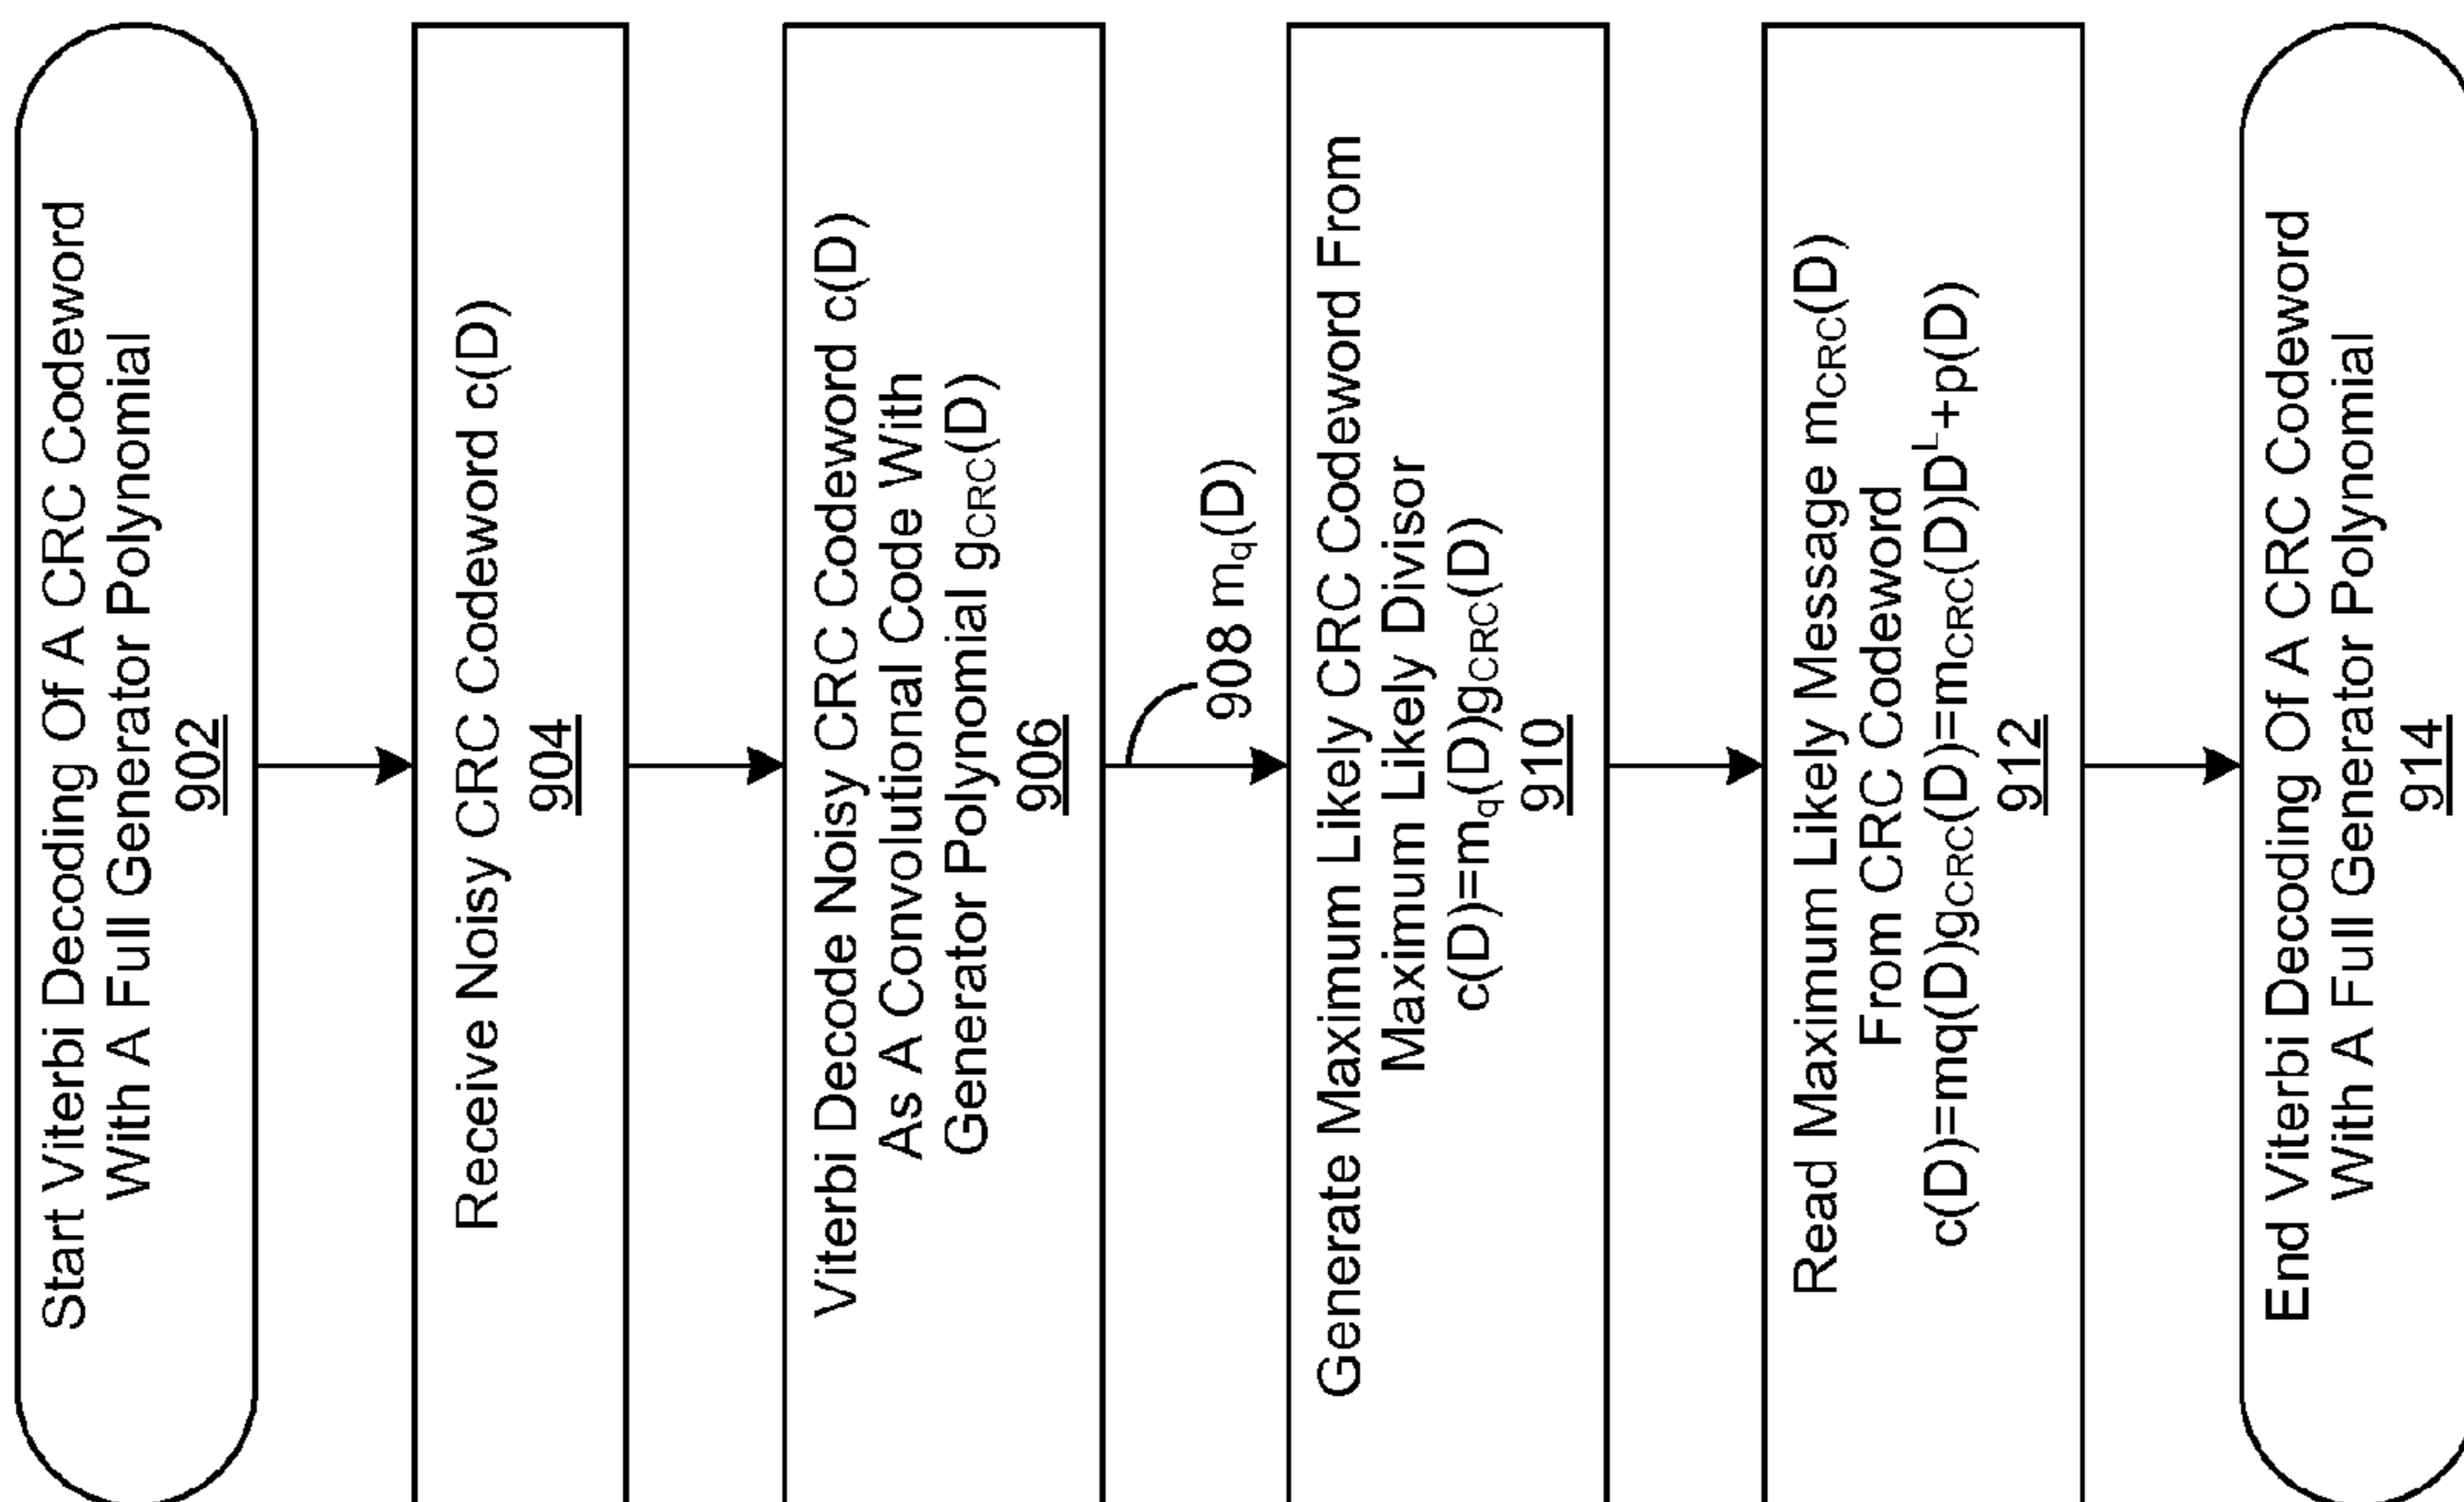 Start Viterbi Decoding Of A CRC Codeword
With A Full Generator Polynomial
902
Receive Noisy CRC Codeword c(D)
904
Viterbi Decode Noisy CRC Codeword c(D)
As A Convolutional Code With
Generator Polynomial gCRC(D)
906
908 mq(D)
Generate Maximum Likely CRC Codeword From
Maximum Likely Divisor
c(D)=mq(D)gCRC(D)
910
Read Maximum Likely Message mCRC(D)
From CRC Codeword
c(D)=mq(D)gCRC(D)=mCRC(D)D^L+p(D)
912
End Viterbi Decoding Of A CRC Codeword
With A Full Generator Polynomial
914